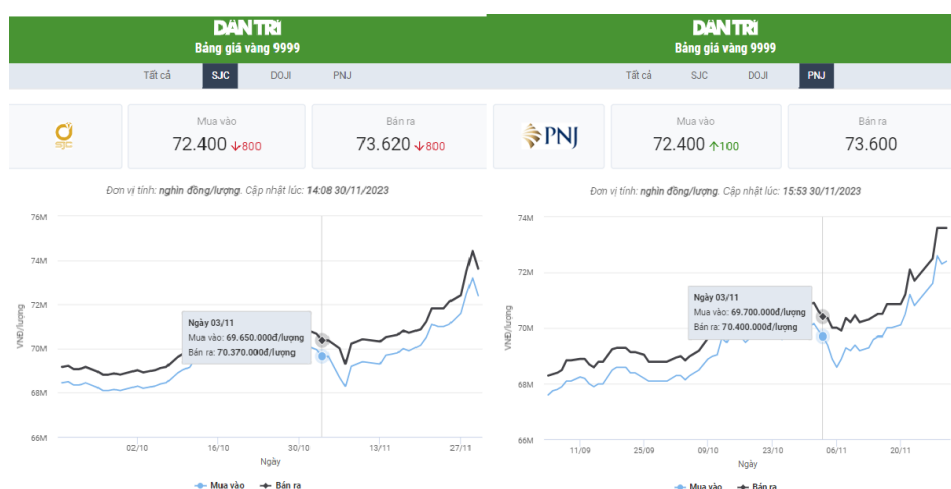 DÂN TRÍ
Bảng giá vàng 9999
Tất cả SJC DOJI PNJ
sjc
Mua vào
72.400 ↓800
Bán ra
73.620 ↓800
Đơn vị tính: nghìn đồng/lượng. Cập nhật lúc: 14:08 30/11/2023
76M
74M
72M
70M
68M
66M
VNĐ/lượng
Ngày 03/11
Mua vào: 69.650.000đ/lượng
Bán ra: 70.370.000đ/lượng
02/10 16/10 30/10 13/11 27/11
Ngày
Mua vào Bán ra
DÂN TRÍ
Bảng giá vàng 9999
Tất cả SJC DOJI PNJ
PNJ
Mua vào
72.400 ↑100
Bán ra
73.600
Đơn vị tính: nghìn đồng/lượng. Cập nhật lúc: 15:53 30/11/2023
74M
72M
70M
68M
66M
VNĐ/lượng
Ngày 03/11
Mua vào: 69.700.000đ/lượng
Bán ra: 70.400.000đ/lượng
11/09 25/09 09/10 23/10 06/11 20/11
Ngày
Mua vào Bán ra